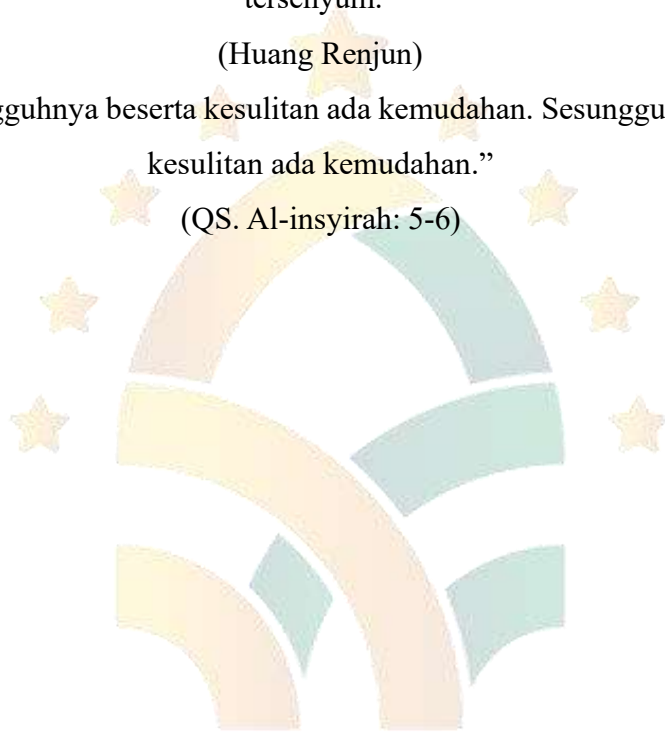 tersenyum.
(Huang Renjun)
gguhnya beserta kesulitan ada kemudahan. Sesunggu
kesulitan ada kemudahan.”
(QS. Al-insyirah: 5-6)